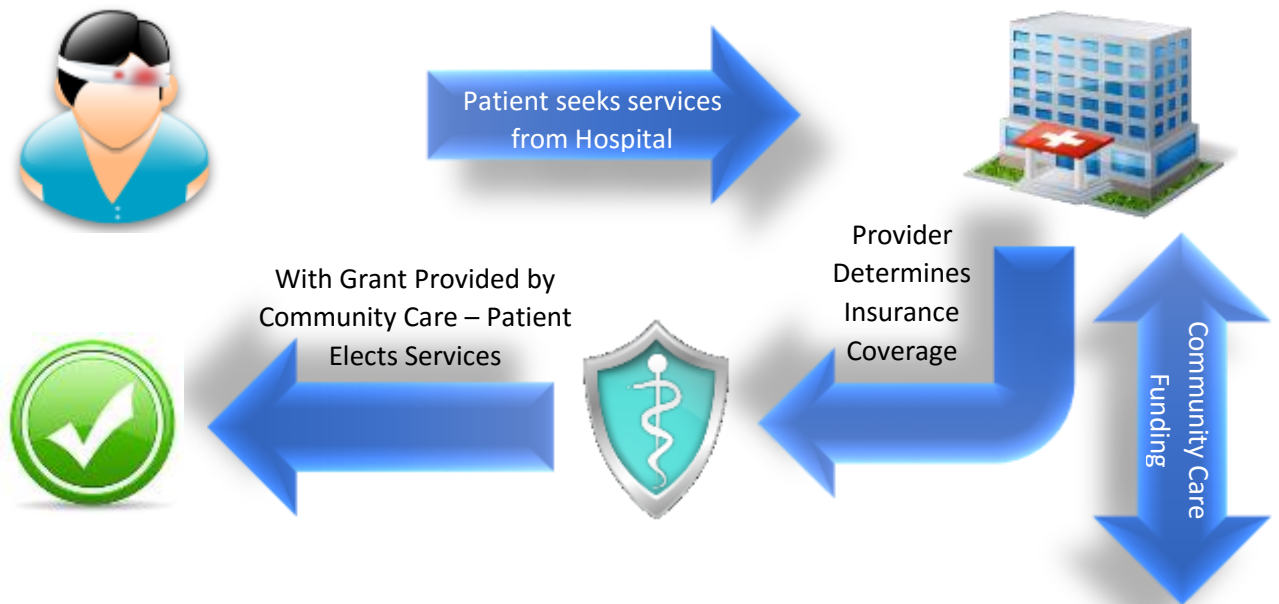 Patient seeks services
from Hospital
Provider
Determines
Insurance
Coverage
With Grant Provided by
Community Care – Patient
Elects Services
Community Care
Funding